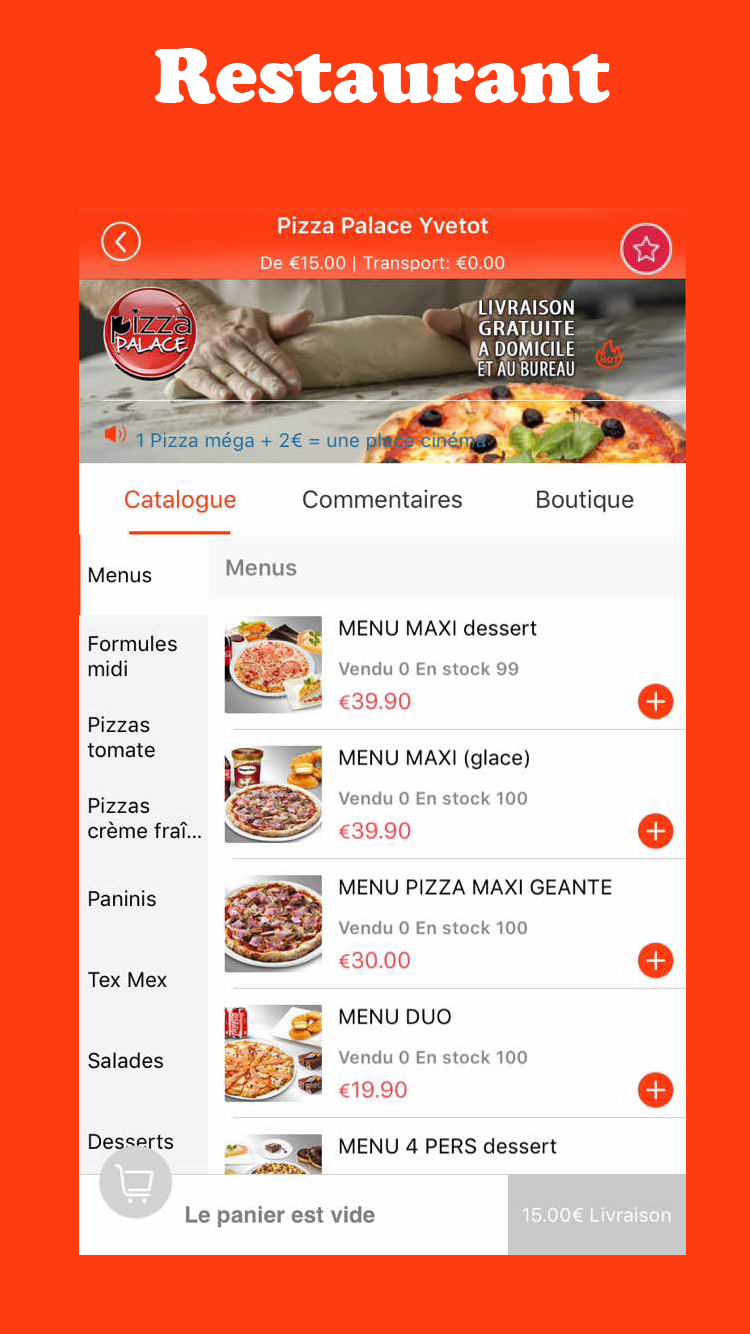 Restaurant
Pizza Palace Yvetot
De €15.00 | Transport: €0.00
pizza
PALACE
LIVRAISON
GRATUITE
A DOMICILE
ET AU BUREAU
HOT
1 Pizza méga + 2€ = une place cinéma
Catalogue
Commentaires
Boutique
Menus
Formules
midi
Pizzas
tomate
Pizzas
crème fraî...
Paninis
Tex Mex
Salades
Desserts
Menus
MENU MAXI dessert
Vendu 0 En stock 99
€39.90
MENU MAXI (glace)
Vendu 0 En stock 100
€39.90
MENU PIZZA MAXI GEANTE
Vendu 0 En stock 100
€30.00
MENU DUO
Vendu 0 En stock 100
€19.90
MENU 4 PERS dessert
Le panier est vide
15.00€ Livraison